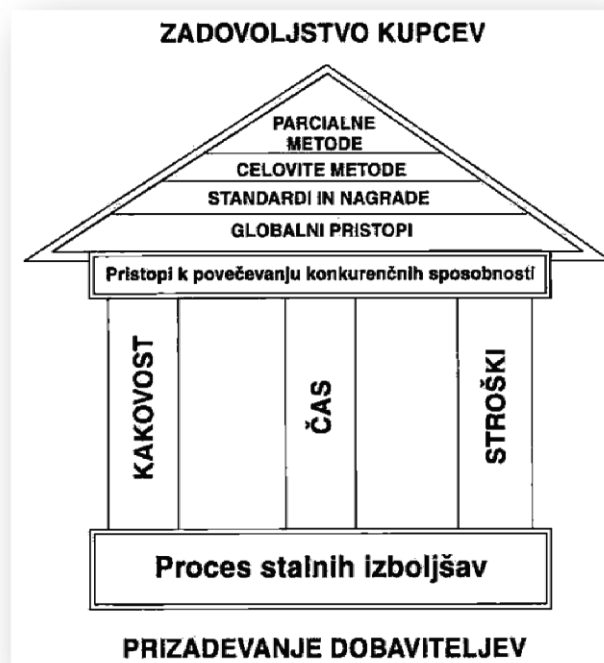 ZADOVOLJSTVO KUPCEV
PARCIALNE
METODE
CELOVITE METODE
STANDARDI IN NAGRADE
GLOBALNI PRISTOPI
Pristopi k povečevanju konkurenčnih sposobnosti
KAKOVOST
ČAS
STROŠKI
Proces stalnih izboljšav
PRIZADEVANJE DOBAVITELJEV